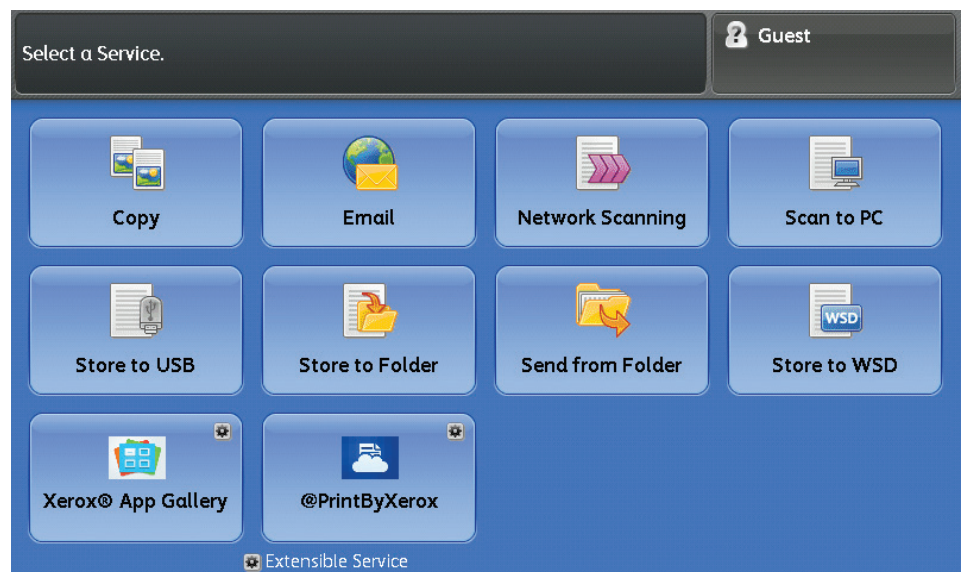 Select a Service.
Guest
Copy
Email
Network Scanning
Scan to PC
Store to USB
Store to Folder
Send from Folder
WSD
Store to WSD
Xerox® App Gallery
@PrintByXerox
Extensible Service